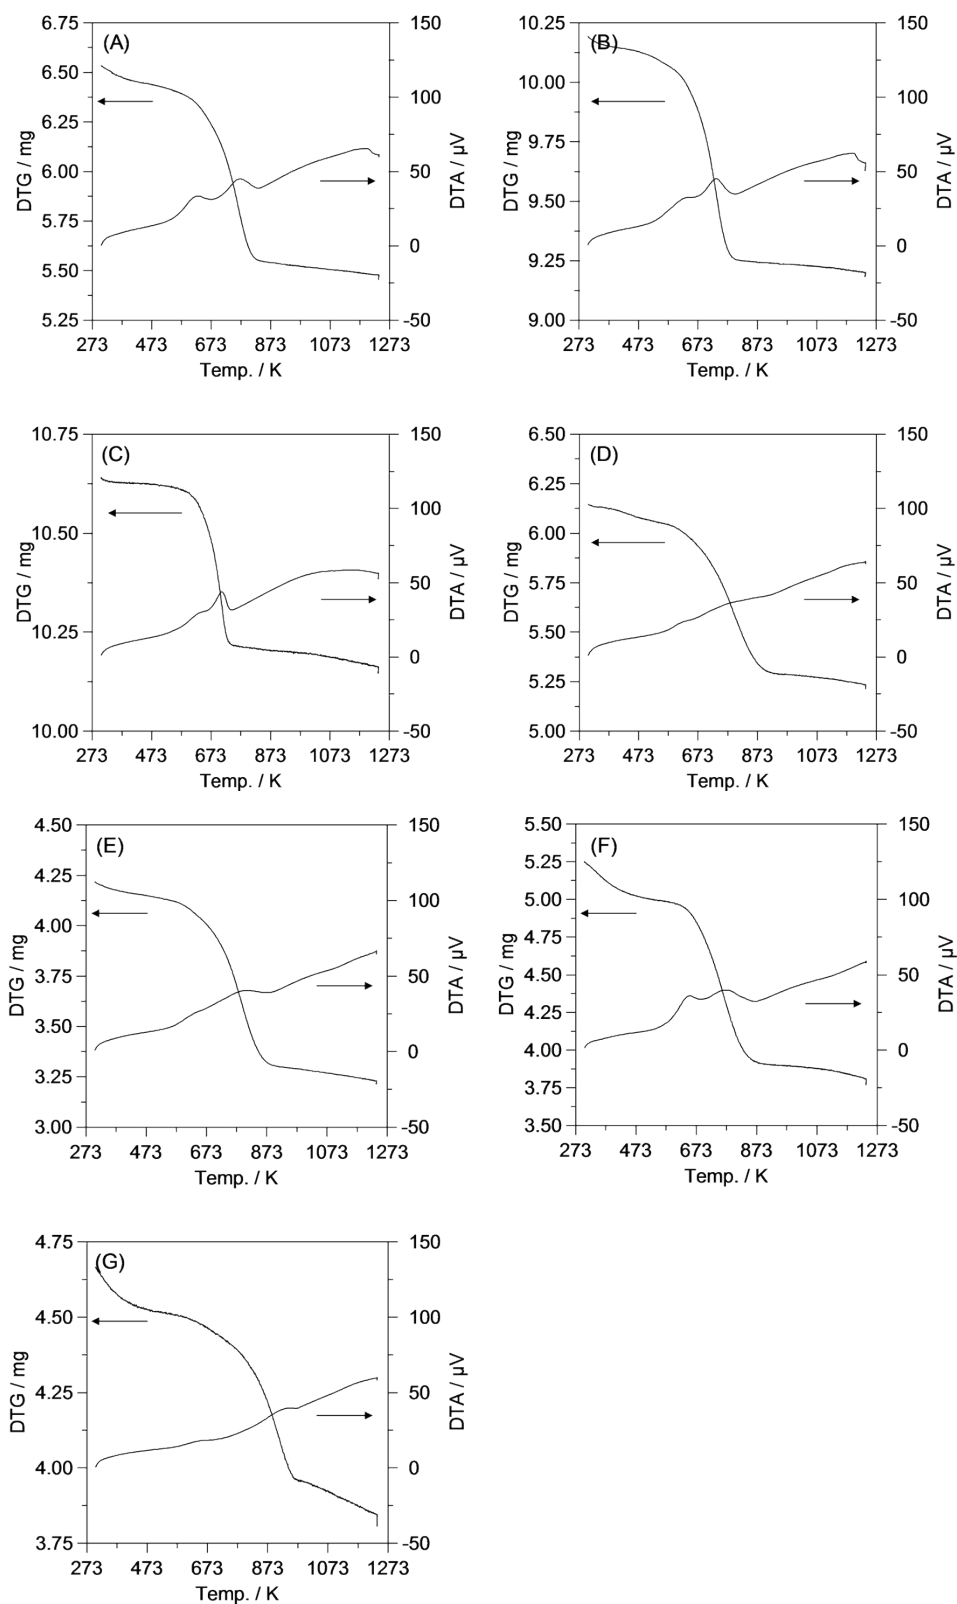 (A)
DTG / mg
6.75
6.50
6.25
6.00
5.75
5.50
5.25
273 473 673 873 1073 1273
Temp. / K
150
100
50
0
-50
DTA / µV
(B)
DTG / mg
10.25
10.00
9.75
9.50
9.25
9.00
273 473 673 873 1073 1273
Temp. / K
150
100
50
0
-50
DTA / µV
(C)
DTG / mg
10.75
10.50
10.25
10.00
273 473 673 873 1073 1273
Temp. / K
150
100
50
0
-50
DTA / µV
(D)
DTG / mg
6.50
6.25
6.00
5.75
5.50
5.25
5.00
273 473 673 873 1073 1273
Temp. / K
150
100
50
0
-50
DTA / µV
(E)
DTG / mg
4.50
4.25
4.00
3.75
3.50
3.25
3.00
273 473 673 873 1073 1273
Temp. / K
150
100
50
0
-50
DTA / µV
(F)
DTG / mg
5.50
5.25
5.00
4.75
4.50
4.25
4.00
3.75
3.50
273 473 673 873 1073 1273
Temp. / K
150
100
50
0
-50
DTA / µV
(G)
DTG / mg
4.75
4.50
4.25
4.00
3.75
273 473 673 873 1073 1273
Temp. / K
150
100
50
0
-50
DTA / µV